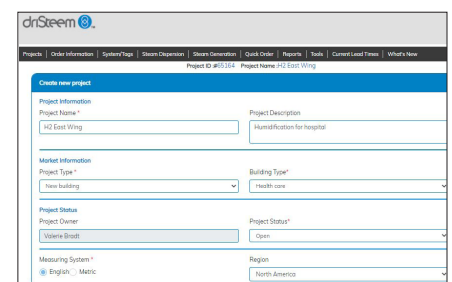 driSteem
Projects | Order Information | System/Tags | Steam Dispersion | Steam Generation | Quick Order | Reports | Tools | Current Lead Times | What's New
Project ID :#65164 Project Name :H2 East Wing
Create new project
Project Information
Project Name * Project Description
H2 East Wing Humidification for hospital
Market Information
Project Type * Building Type*
New building Health care
Project Status
Project Owner Project Status*
Valerie Bradt Open
Measuring System * Region
English Metric North America